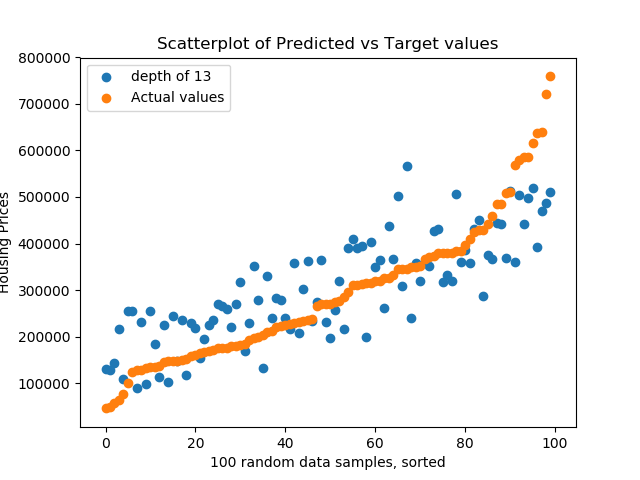 Scatterplot of Predicted vs Target values
depth of 13
Actual values
Housing Prices
800000
700000
600000
500000
400000
300000
200000
100000
0 20 40 60 80 100
100 random data samples, sorted